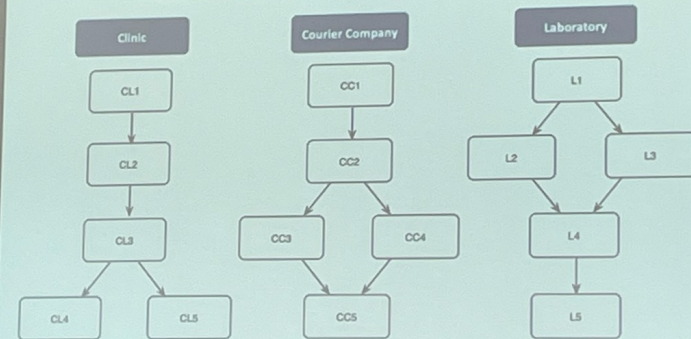 Clinic
Courier Company
Laboratory
CL1
CC1
L1
CL2
CC2
L2
L3
CL3
CC3
CC4
L4
CL4
CL5
CC5
L5